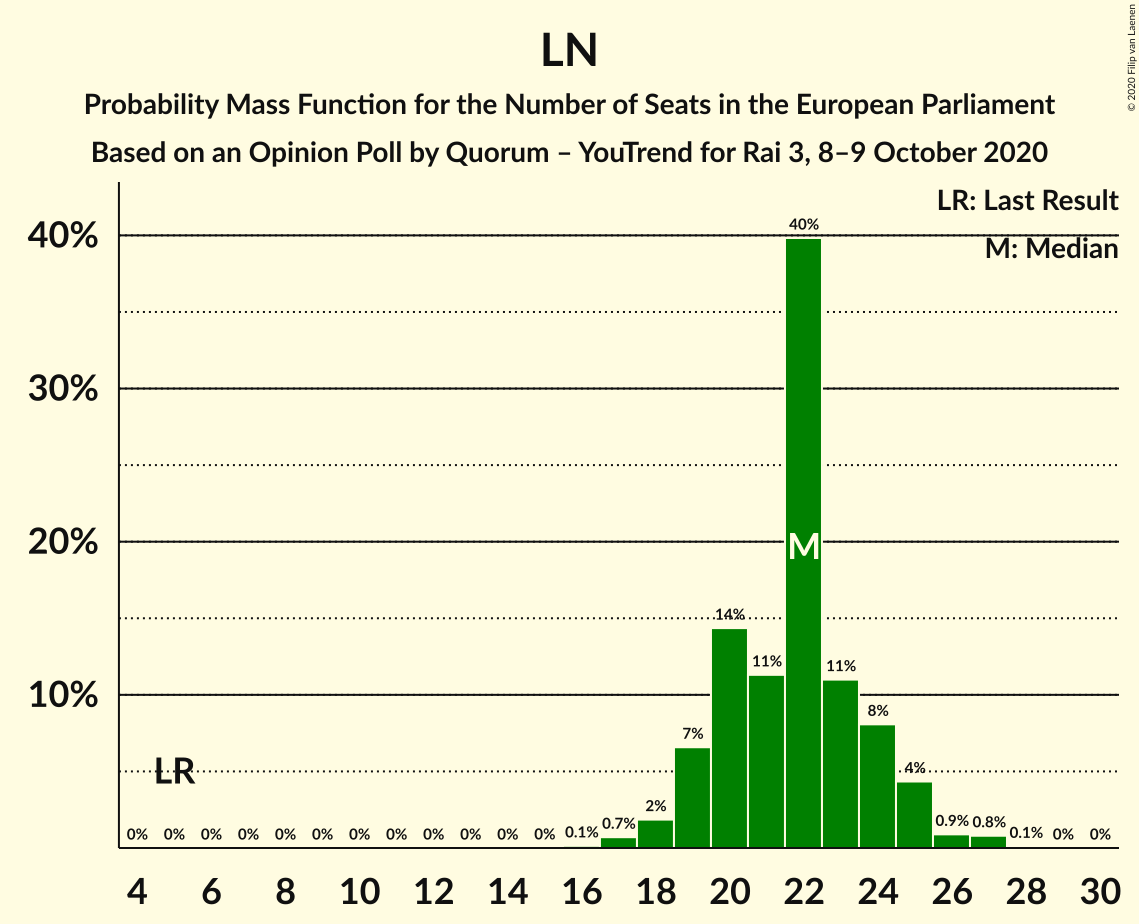 LN
Probability Mass Function for the Number of Seats in the European Parliament
Based on an Opinion Poll by Quorum – YouTrend for Rai 3, 8–9 October 2020
© 2020 Filip van Laenen
LR: Last Result
M: Median
40%
30%
20%
10%
LR
M
0% 0% 0% 0% 0% 0% 0% 0% 0% 0% 0% 0% 0.1% 0.7% 2% 7% 14% 11% 40% 11% 8% 4% 0.9% 0.8% 0.1% 0% 0%
4 6 8 10 12 14 16 18 20 22 24 26 28 30